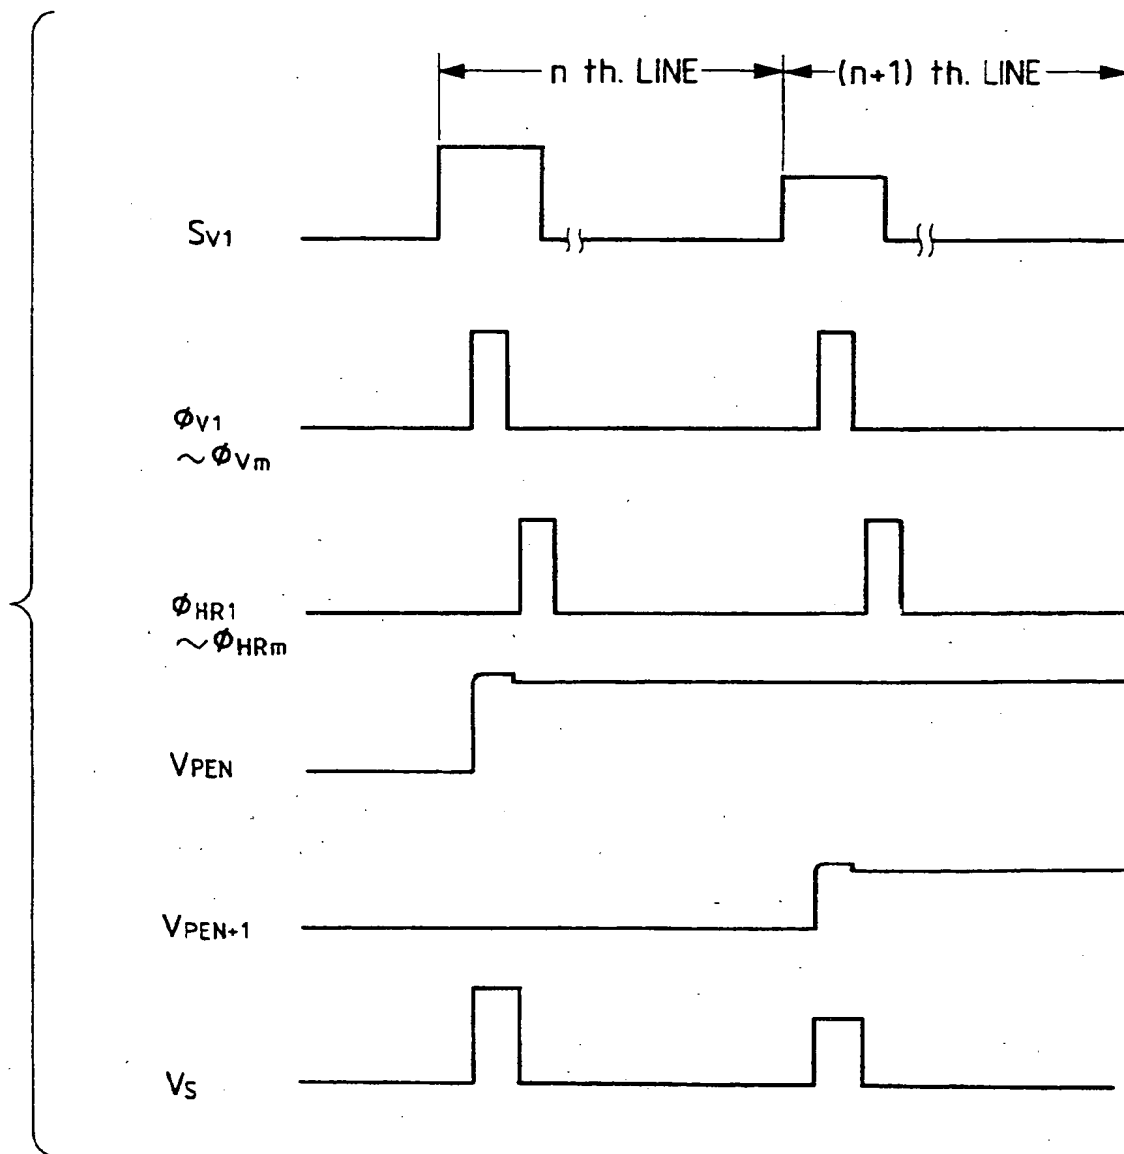 n th. LINE (n+1) th. LINE
SV1
ΦV1
~ΦVm
ΦHR1
~ΦHRm
VPEN
VPEN+1
VS